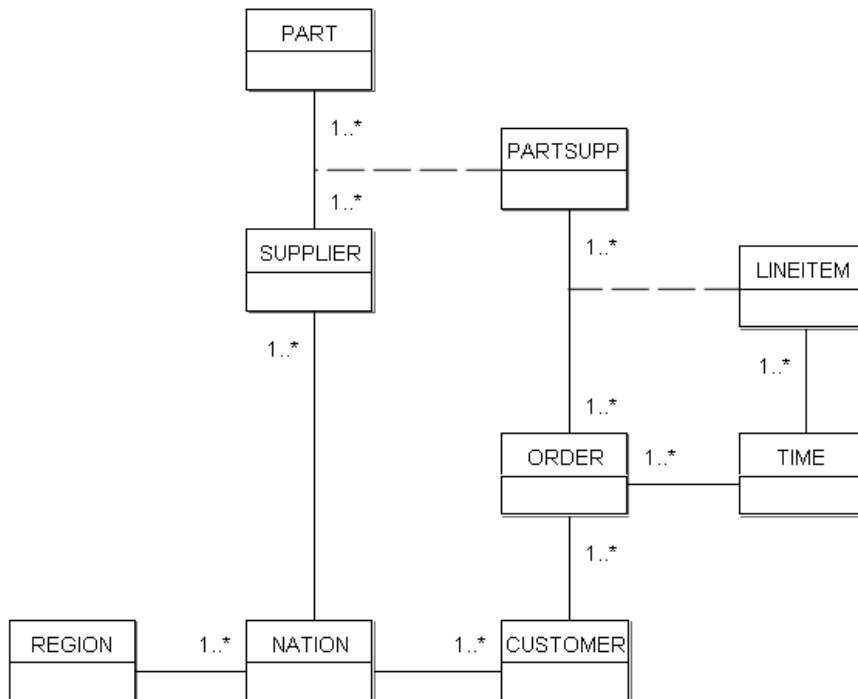 PART
1..*
PARTSUPP
1..*
SUPPLIER
1..*
LINEITEM
1..*
1..*
1..*
ORDER
1..*
TIME
1..*
REGION
1..*
NATION
1..*
CUSTOMER